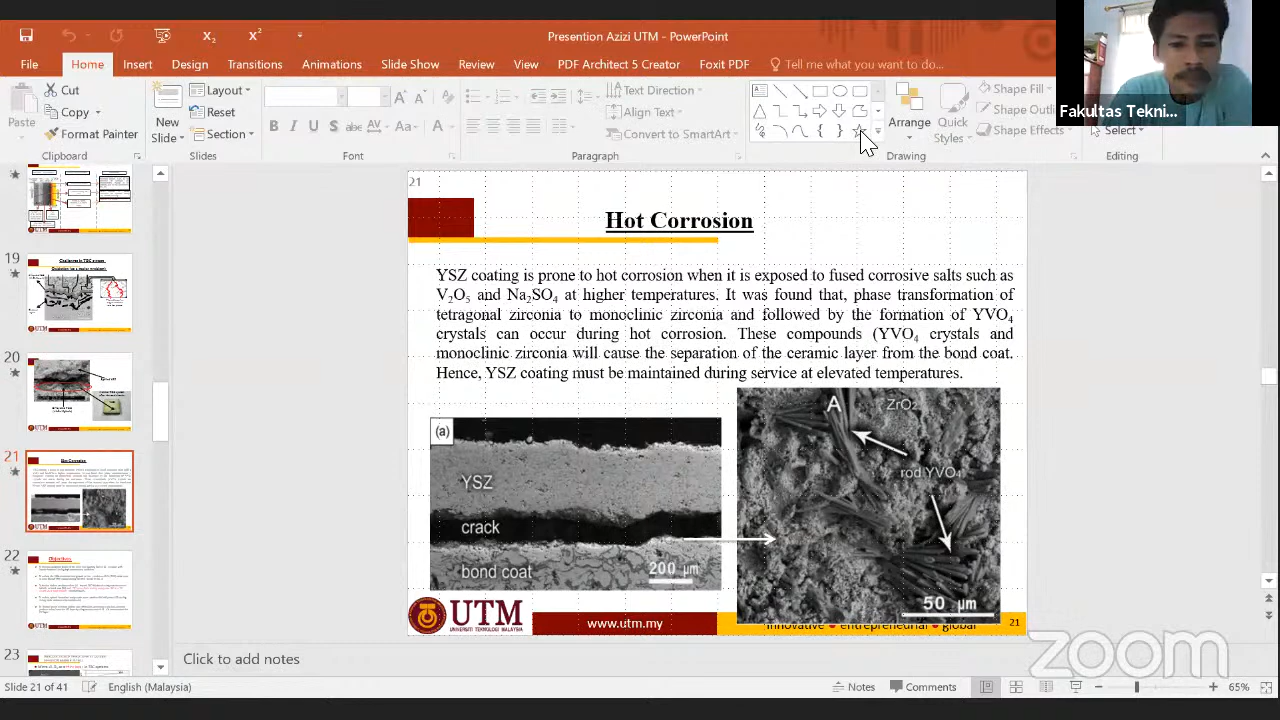 Presention Azizi UTM - PowerPoint
File
Home
Insert
Design
Transitions
Animations
Slide Show
Review
View
PDF Architect 5 Creator
Foxit PDF
Tell me what you want to do...
Fakultas Tekni...
Paste
Cut
Copy
Format Painter
Clipboard
New
Slide
Layout
Reset
Section
Slides
Font
Text Direction
Align Text
Convert to SmartArt
Paragraph
Arrange
Quick
Styles
Shape Fill
Shape Outli
Shape Effects
Drawing
Select
Editing
19
20
21
22
Objectives
23
21
Hot Corrosion
YSZ coating is prone to hot corrosion when it is exposed to fused corrosive salts such as
V₂O₅ and Na₂SO₄ at higher temperatures. It was found that, phase transformation of
tetragonal zirconia to monoclinic zirconia and followed by the formation of YVO₄
crystals can occur during hot corrosion. These compounds (YVO₄ crystals and
monoclinic zirconia will cause the separation of the ceramic layer from the bond coat.
Hence, YSZ coating must be maintained during service at elevated temperatures.
(a)
YSZ
crack
bond coat
200 µm
A
ZrO₂
rod YVO₄
50 µm
UTM
UNIVERSITI TEKNOLOGI MALAYSIA
www.utm.my
innovative ● entrepreneurial ● global
21
zoom
Slide 21 of 41
English (Malaysia)
Notes
Comments
65%